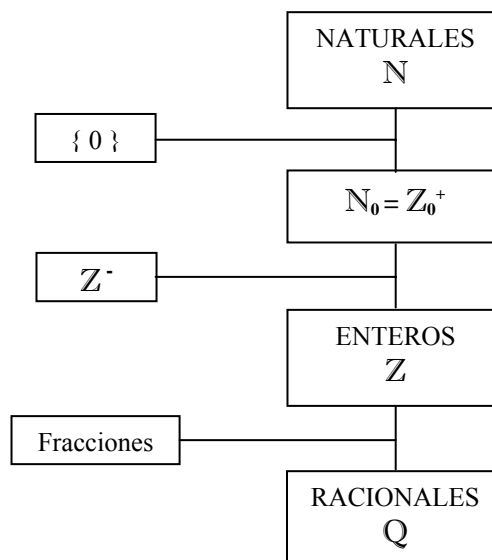 NATURALES
ℕ
{ 0 }
ℕ₀ = ℤ₀⁺
ℤ⁻
ENTEROS
ℤ
Fracciones
RACIONALES
ℚ